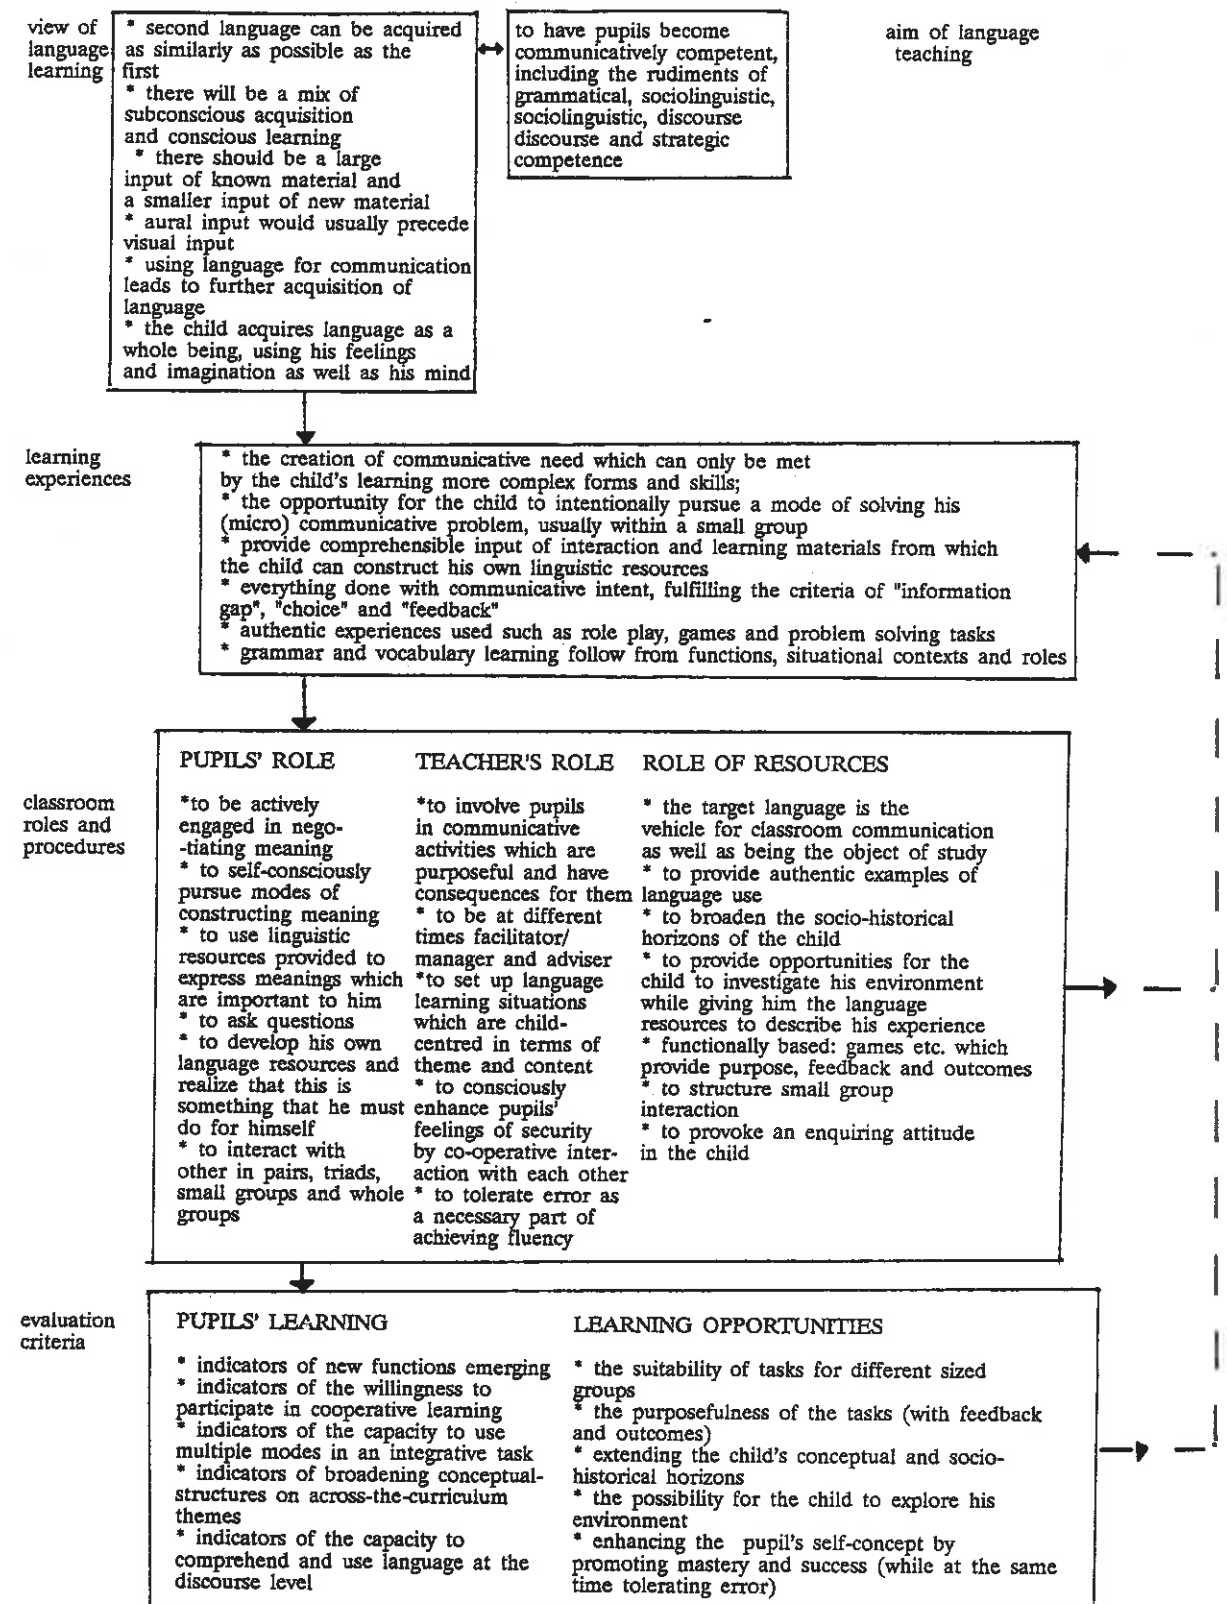 view of
language
learning
* second language can be acquired
as similarly as possible as the
first
* there will be a mix of
subconscious acquisition
and conscious learning
* there should be a large
input of known material and
a smaller input of new material
* aural input would usually precede
visual input
* using language for communication
leads to further acquisition of
language
* the child acquires language as a
whole being, using his feelings
and imagination as well as his mind
to have pupils become
communicatively competent,
including the rudiments of
grammatical, sociolinguistic,
sociolinguistic, discourse
discourse and strategic
competence
aim of language
teaching
learning
experiences
* the creation of communicative need which can only be met
by the child's learning more complex forms and skills;
* the opportunity for the child to intentionally pursue a mode of solving his
(micro) communicative problem, usually within a small group
* provide comprehensible input of interaction and learning materials from which
the child can construct his own linguistic resources
* everything done with communicative intent, fulfilling the criteria of "information
gap", "choice" and "feedback"
* authentic experiences used such as role play, games and problem solving tasks
* grammar and vocabulary learning follow from functions, situational contexts and roles
classroom
roles and
procedures
PUPILS' ROLE
*to be actively
engaged in nego-
-tiating meaning
* to self-consciously
pursue modes of
constructing meaning
* to use linguistic
resources provided to
express meanings which
are important to him
* to ask questions
* to develop his own
language resources and
realize that this is
something that he must
do for himself
* to interact with
other in pairs, triads,
small groups and whole
groups
TEACHER'S ROLE
*to involve pupils
in communicative
activities which are
purposeful and have
consequences for them
* to be at different
times facilitator/
manager and adviser
*to set up language
learning situations
which are child-
centred in terms of
theme and content
* to consciously
enhance pupils'
feelings of security
by co-operative inter-
action with each other
* to tolerate error as
a necessary part of
achieving fluency
ROLE OF RESOURCES
* the target language is the
vehicle for classroom communication
as well as being the object of study
* to provide authentic examples of
language use
* to broaden the socio-historical
horizons of the child
* to provide opportunities for the
child to investigate his environment
while giving him the language
resources to describe his experience
* functionally based: games etc. which
provide purpose, feedback and outcomes
* to structure small group
interaction
* to provoke an enquiring attitude
in the child
evaluation
criteria
PUPILS' LEARNING
* indicators of new functions emerging
* indicators of the willingness to
participate in cooperative learning
* indicators of the capacity to use
multiple modes in an integrative task
* indicators of broadening conceptual-
structures on across-the-curriculum
themes
* indicators of the capacity to
comprehend and use language at the
discourse level
LEARNING OPPORTUNITIES
* the suitability of tasks for different sized
groups
* the purposefulness of the tasks (with feedback
and outcomes)
* extending the child's conceptual and socio-
historical horizons
* the possibility for the child to explore his
environment
* enhancing the pupil's self-concept by
promoting mastery and success (while at the same
time tolerating error)